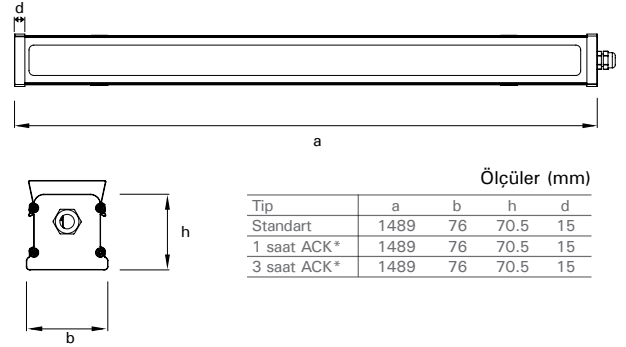 d
a
h
b
Ölçüler (mm)
Tip a b h d
Standart 1489 76 70.5 15
1 saat ACK* 1489 76 70.5 15
3 saat ACK* 1489 76 70.5 15